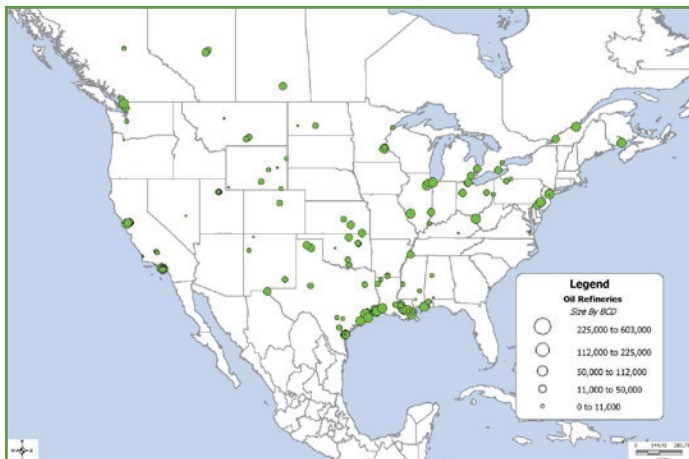 Legend
Oil Refineries
Size By BCD
225,000 to 603,000
112,000 to 225,000
50,000 to 112,000
11,000 to 50,000
0 to 11,000